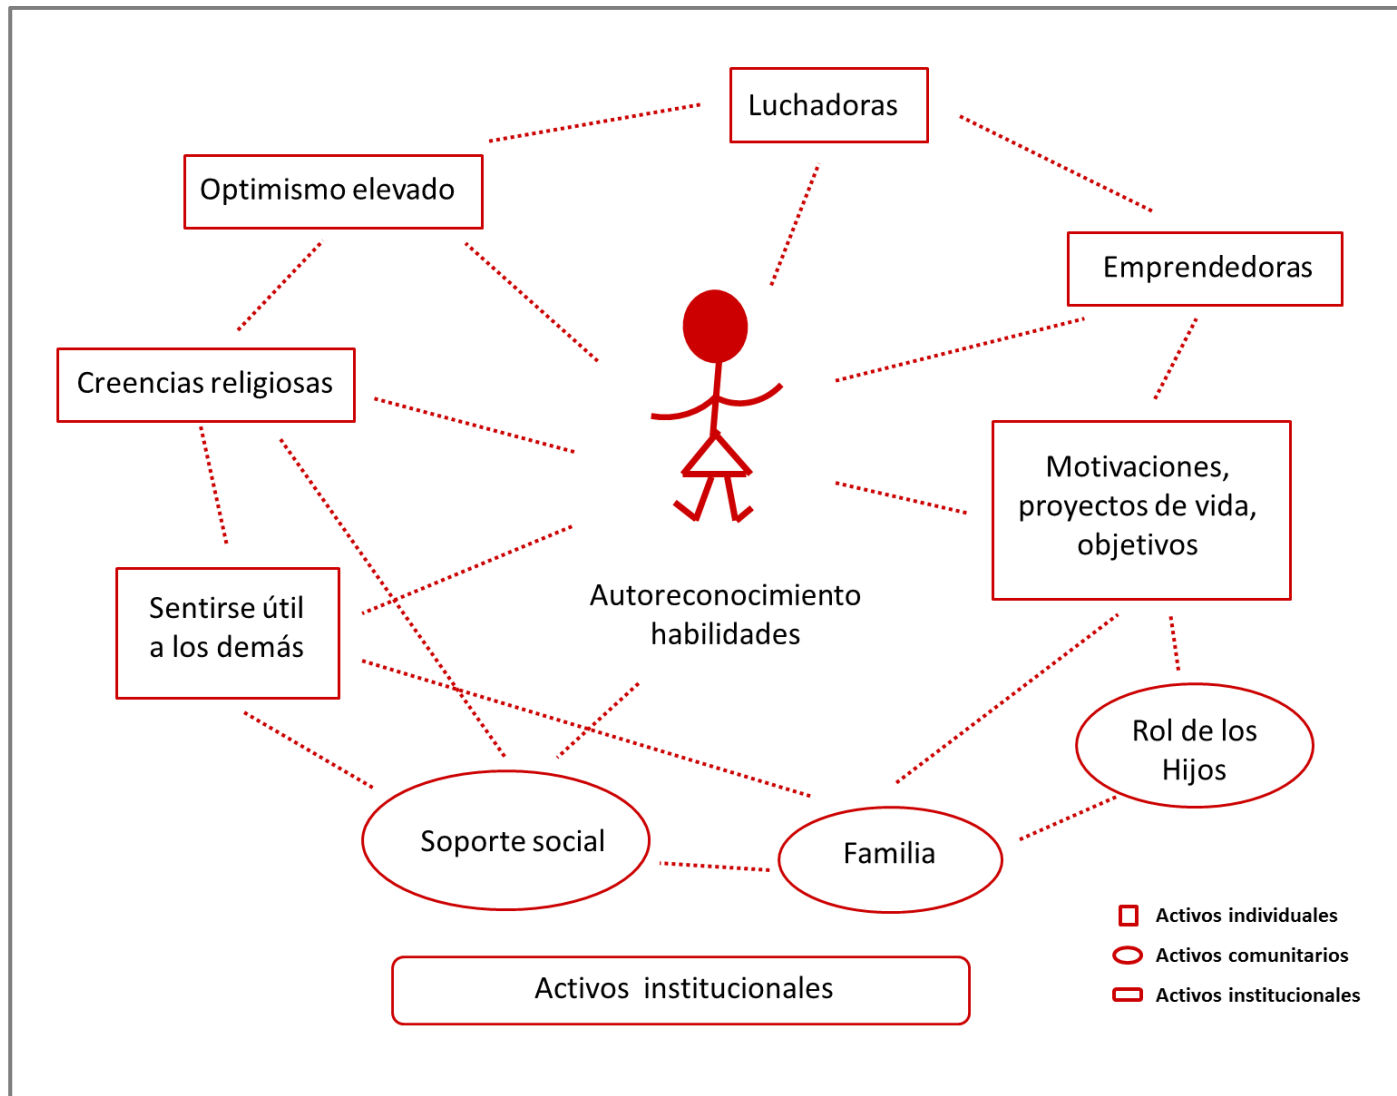 Luchadoras
Optimismo elevado
Emprendedoras
Creencias religiosas
Motivaciones,
proyectos de vida,
objetivos
Sentirse útil
a los demás
Autoreconocimiento
habilidades
Rol de los
Hijos
Soporte social
Familia
Activos individuales
Activos comunitarios
Activos institucionales
Activos institucionales